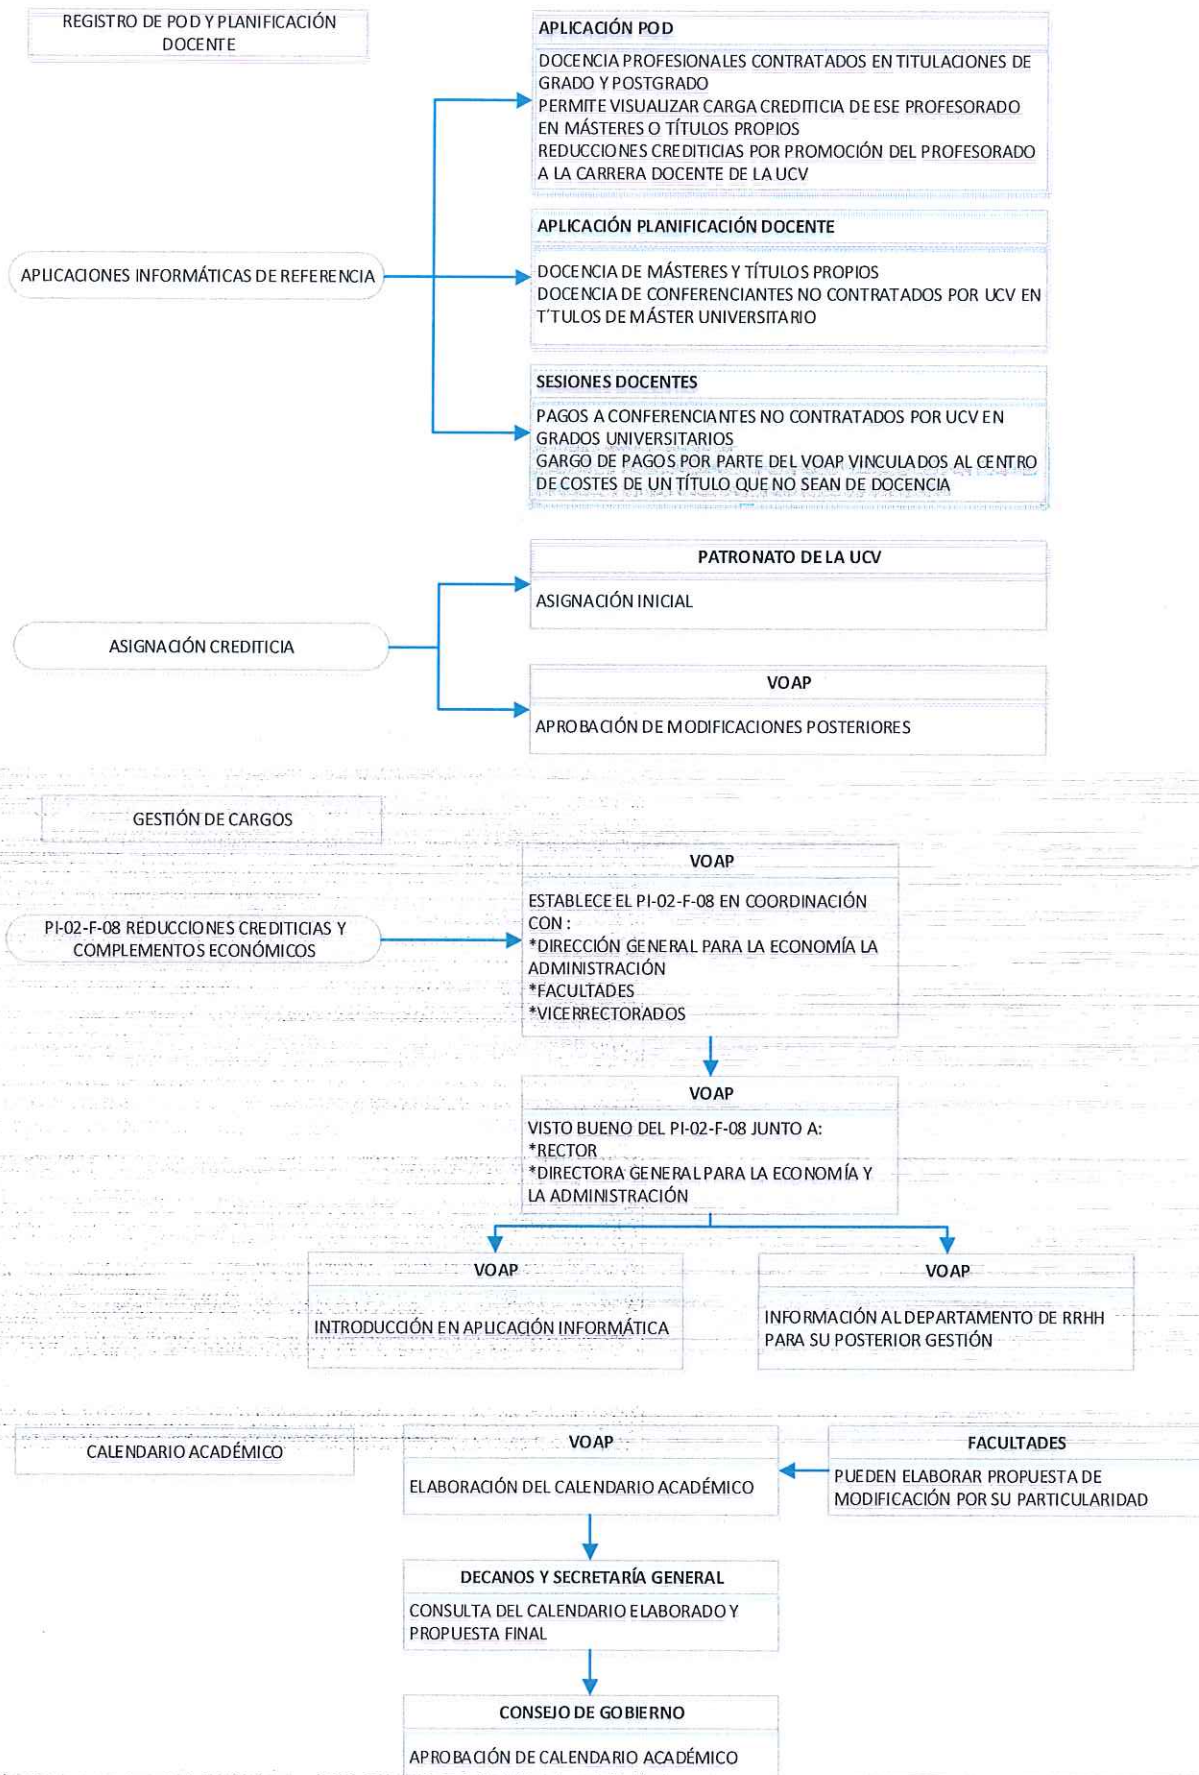 REGISTRO DE POD Y PLANIFICACIÓN
DOCENTE
APLICACIÓN POD
DOCENCIA PROFESIONALES CONTRATADOS EN TITULACIONES DE
GRADO Y POSTGRADO
PERMITE VISUALIZAR CARGA CREDITICIA DE ESE PROFESORADO
EN MÁSTERES O TÍTULOS PROPIOS
REDUCCIONES CREDITICIAS POR PROMOCIÓN DEL PROFESORADO
A LA CARRERA DOCENTE DE LA UCV
APLICACIONES INFORMÁTICAS DE REFERENCIA
APLICACIÓN PLANIFICACIÓN DOCENTE
DOCENCIA DE MÁSTERES Y TÍTULOS PROPIOS
DOCENCIA DE CONFERENCIANTES NO CONTRATADOS POR UCV EN
T´TULOS DE MÁSTER UNIVERSITARIO
SESIONES DOCENTES
PAGOS A CONFERENCIANTES NO CONTRATADOS POR UCV EN
GRADOS UNIVERSITARIOS
GARGO DE PAGOS POR PARTE DEL VOAP VINCULADOS AL CENTRO
DE COSTES DE UN TÍTULO QUE NO SEAN DE DOCENCIA
ASIGNACIÓN CREDITICIA
PATRONATO DE LA UCV
ASIGNACIÓN INICIAL
VOAP
APROBACIÓN DE MODIFICACIONES POSTERIORES
GESTIÓN DE CARGOS
PI-02-F-08 REDUCCIONES CREDITICIAS Y
COMPLEMENTOS ECONÓMICOS
VOAP
ESTABLECE EL PI-02-F-08 EN COORDINACIÓN
CON :
*DIRECCIÓN GENERAL PARA LA ECONOMÍA LA
ADMINISTRACIÓN
*FACULTADES
*VICERRECTORADOS
VOAP
VISTO BUENO DEL PI-02-F-08 JUNTO A:
*RECTOR
*DIRECTORA GENERAL PARA LA ECONOMÍA Y
LA ADMINISTRACIÓN
VOAP
INTRODUCCIÓN EN APLICACIÓN INFORMÁTICA
VOAP
INFORMACIÓN AL DEPARTAMENTO DE RRHH
PARA SU POSTERIOR GESTIÓN
CALENDARIO ACADÉMICO
VOAP
ELABORACIÓN DEL CALENDARIO ACADÉMICO
FACULTADES
PUEDEN ELABORAR PROPUESTA DE
MODIFICACIÓN POR SU PARTICULARIDAD
DECANOS Y SECRETARÍA GENERAL
CONSULTA DEL CALENDARIO ELABORADO Y
PROPUESTA FINAL
CONSEJO DE GOBIERNO
APROBACIÓN DE CALENDARIO ACADÉMICO